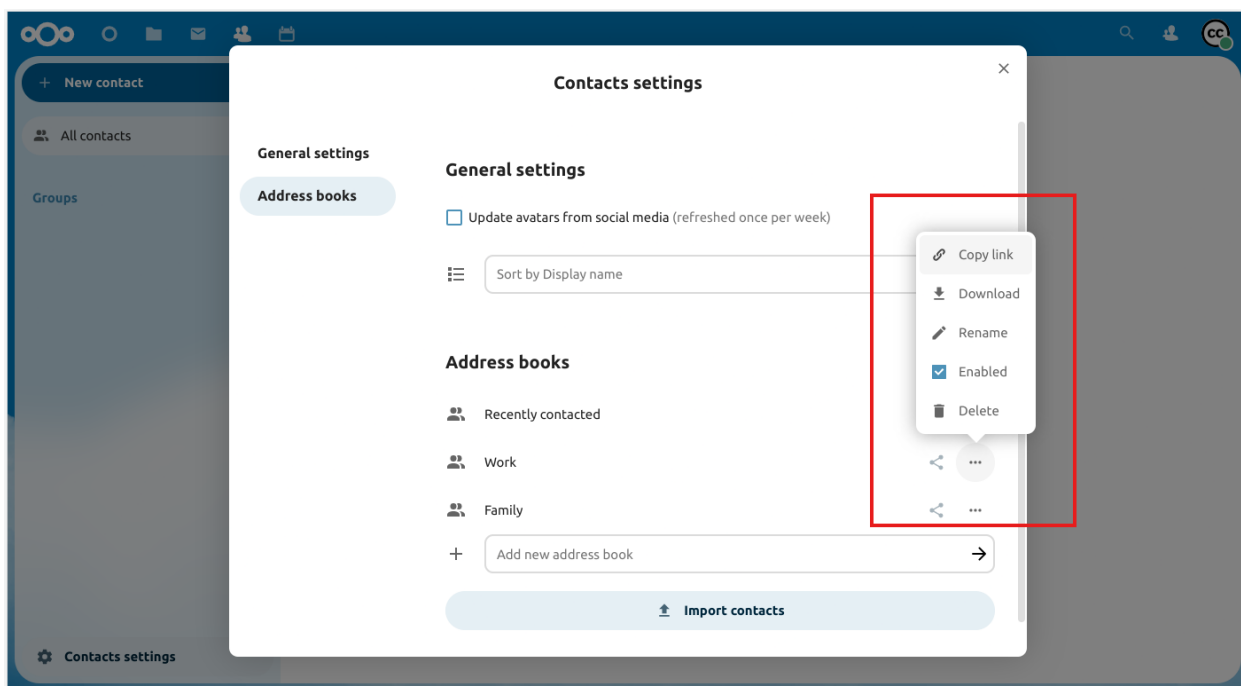 CC
New contact
All contacts
Groups
Contacts settings
Contacts settings
General settings
Address books
General settings
Update avatars from social media (refreshed once per week)
Sort by Display name
Address books
Recently contacted
Work
Family
Add new address book
Import contacts
Copy link
Download
Rename
Enabled
Delete